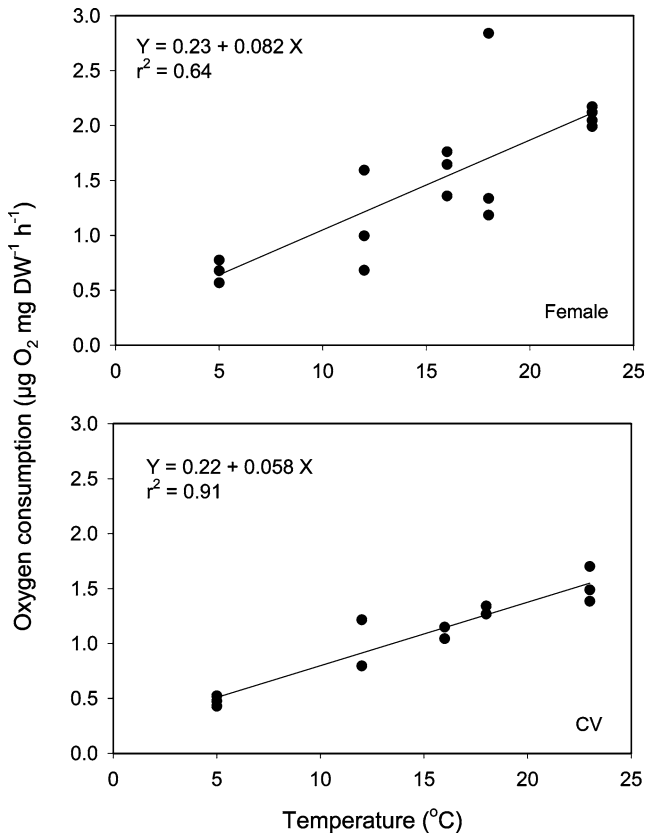 Oxygen consumption (µg O₂ mg DW⁻¹ h⁻¹)
3.0
Y = 0.23 + 0.082 X
r² = 0.64
2.5
2.0
1.5
1.0
0.5
Female
0.0
0 5 10 15 20 25
3.0
Y = 0.22 + 0.058 X
r² = 0.91
2.5
2.0
1.5
1.0
0.5
CV
0.0
0 5 10 15 20 25
Temperature (°C)